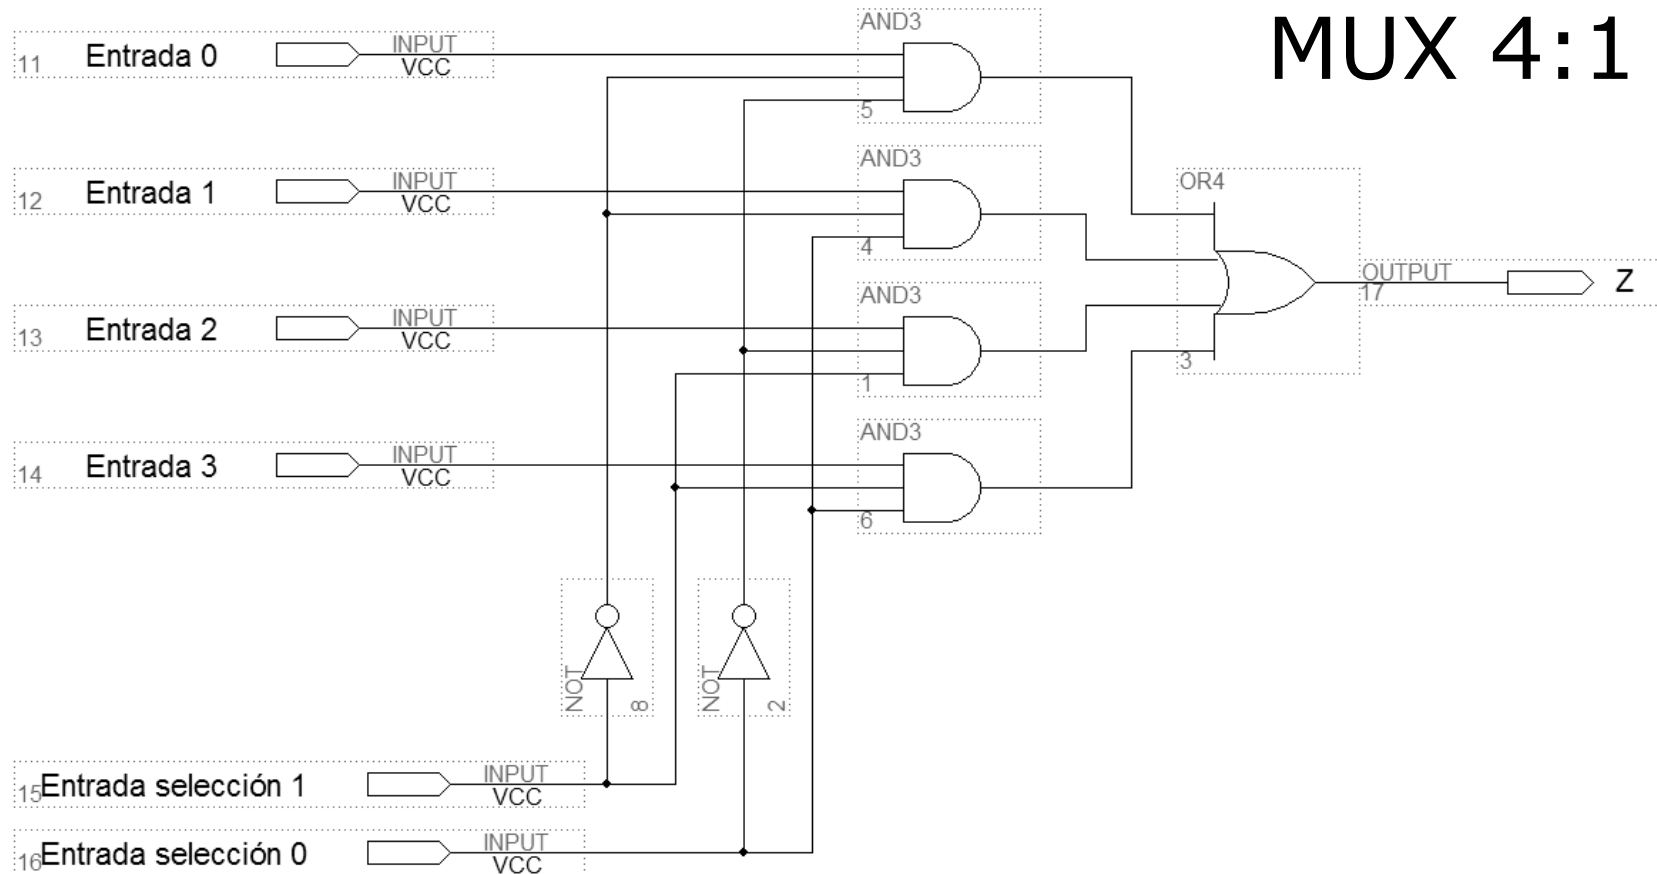 MUX 4:1
AND3
11 Entrada 0 INPUT
VCC
5
AND3
12 Entrada 1 INPUT
VCC
4
OR4
AND3
13 Entrada 2 INPUT
VCC
1
OUTPUT
17
Z
3
AND3
14 Entrada 3 INPUT
VCC
6
NOT
8
NOT
2
15 Entrada selección 1 INPUT
VCC
16 Entrada selección 0 INPUT
VCC